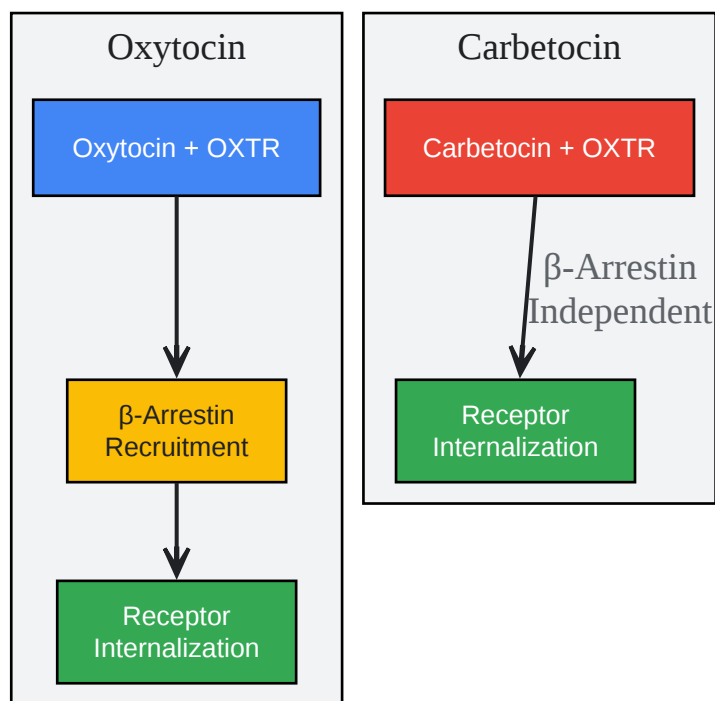 Oxytocin
Oxytocin + OXTR
β-Arrestin
Recruitment
Receptor
Internalization
Carbetocin
Carbetocin + OXTR
β-Arrestin
Independent
Receptor
Internalization